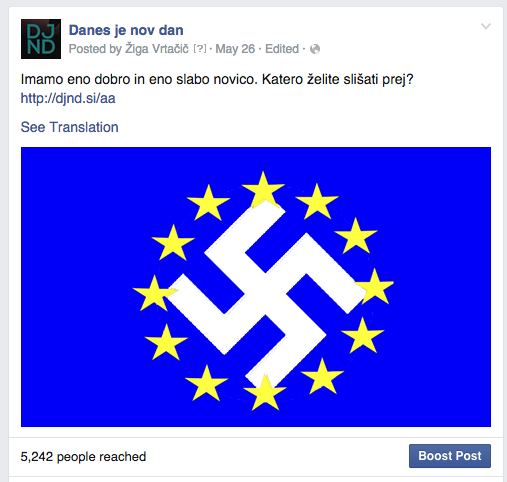 DJ
ND
Danes je nov dan
Posted by Žiga Vrtačič [?] · May 26 · Edited ·
Imamo eno dobro in eno slabo novico. Katero želite slišati prej?
http://djnd.si/aa
See Translation
5,242 people reached
Boost Post